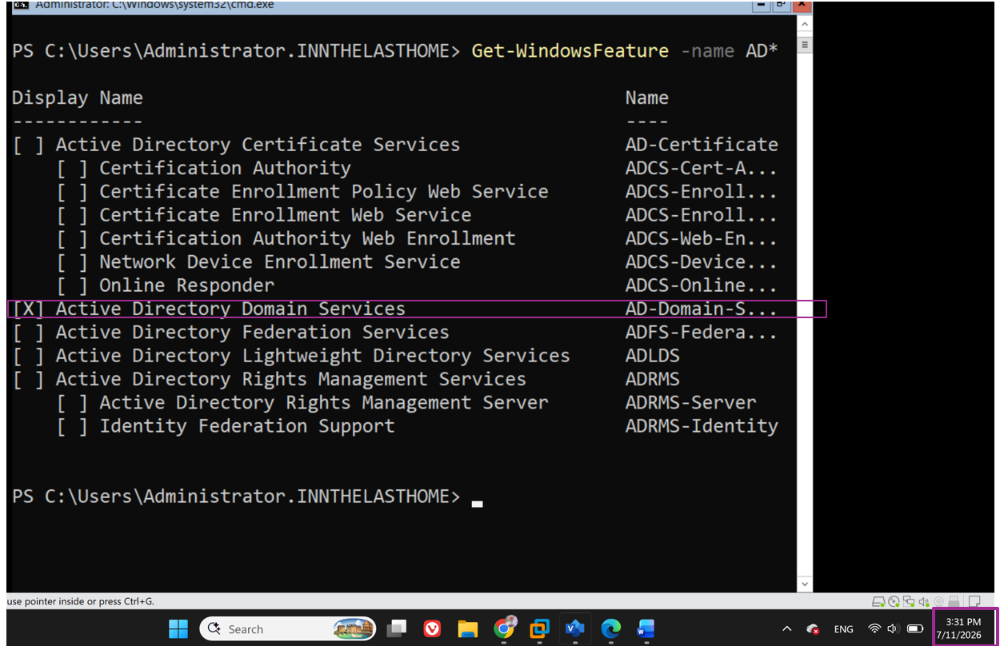 Administrator: C:\Windows\system32\cmd.exe
PS C:\Users\Administrator.INNTHELASTHOME> Get-WindowsFeature -name AD*
Display Name Name
------------ ----
[ ] Active Directory Certificate Services AD-Certificate
[ ] Certification Authority ADCS-Cert-A...
[ ] Certificate Enrollment Policy Web Service ADCS-Enroll...
[ ] Certificate Enrollment Web Service ADCS-Enroll...
[ ] Certification Authority Web Enrollment ADCS-Web-En...
[ ] Network Device Enrollment Service ADCS-Device...
[ ] Online Responder ADCS-Online...
[X] Active Directory Domain Services AD-Domain-S...
[ ] Active Directory Federation Services ADFS-Federa...
[ ] Active Directory Lightweight Directory Services ADLDS
[ ] Active Directory Rights Management Services ADRMS
[ ] Active Directory Rights Management Server ADRMS-Server
[ ] Identity Federation Support ADRMS-Identity
PS C:\Users\Administrator.INNTHELASTHOME>
use pointer inside or press Ctrl+G.
Search
ENG
3:31 PM
7/11/2026